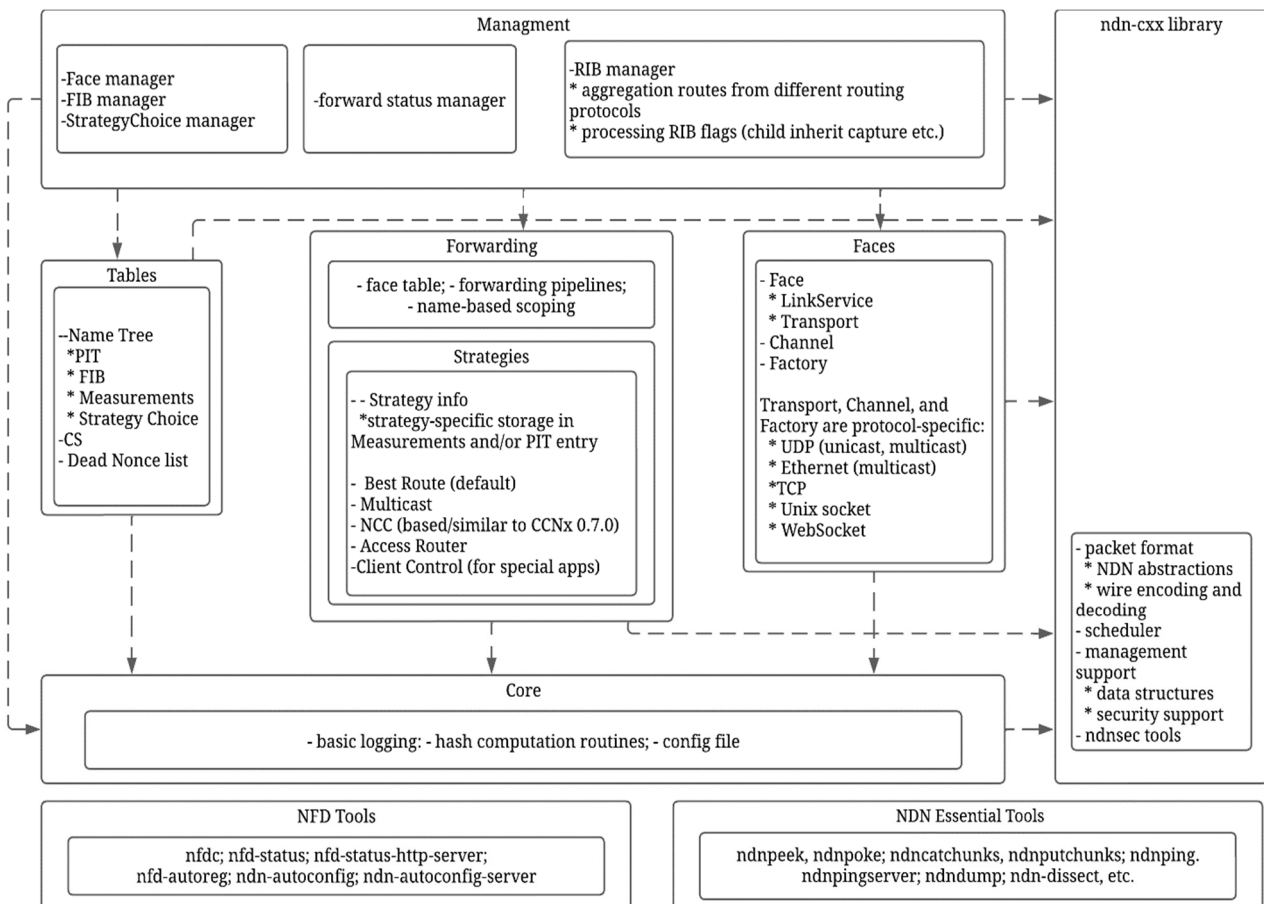 Managment
-Face manager
-FIB manager
-StrategyChoice manager
-forward status manager
-RIB manager
* aggregation routes from different routing
protocols
* processing RIB flags (child inherit capture etc.)
ndn-cxx library
Tables
--Name Tree
*PIT
* FIB
* Measurements
* Strategy Choice
-CS
- Dead Nonce list
Forwarding
- face table; - forwarding pipelines;
- name-based scoping
Strategies
- - Strategy info
*strategy-specific storage in
Measurements and/or PIT entry
- Best Route (default)
- Multicast
- NCC (based/similar to CCNx 0.7.0)
- Access Router
-Client Control (for special apps)
Faces
- Face
* LinkService
* Transport
- Channel
- Factory
Transport, Channel, and
Factory are protocol-specific:
* UDP (unicast, multicast)
* Ethernet (multicast)
*TCP
* Unix socket
* WebSocket
- packet format
* NDN abstractions
* wire encoding and
decoding
- scheduler
- management
support
* data structures
* security support
- ndnsec tools
Core
- basic logging: - hash computation routines; - config file
NFD Tools
nfdc; nfd-status; nfd-status-http-server;
nfd-autoreg; ndn-autoconfig; ndn-autoconfig-server
NDN Essential Tools
ndnpeek, ndnpoke; ndncatchunks, ndnputchunks; ndnping.
ndnpingserver; ndndump; ndn-dissect, etc.